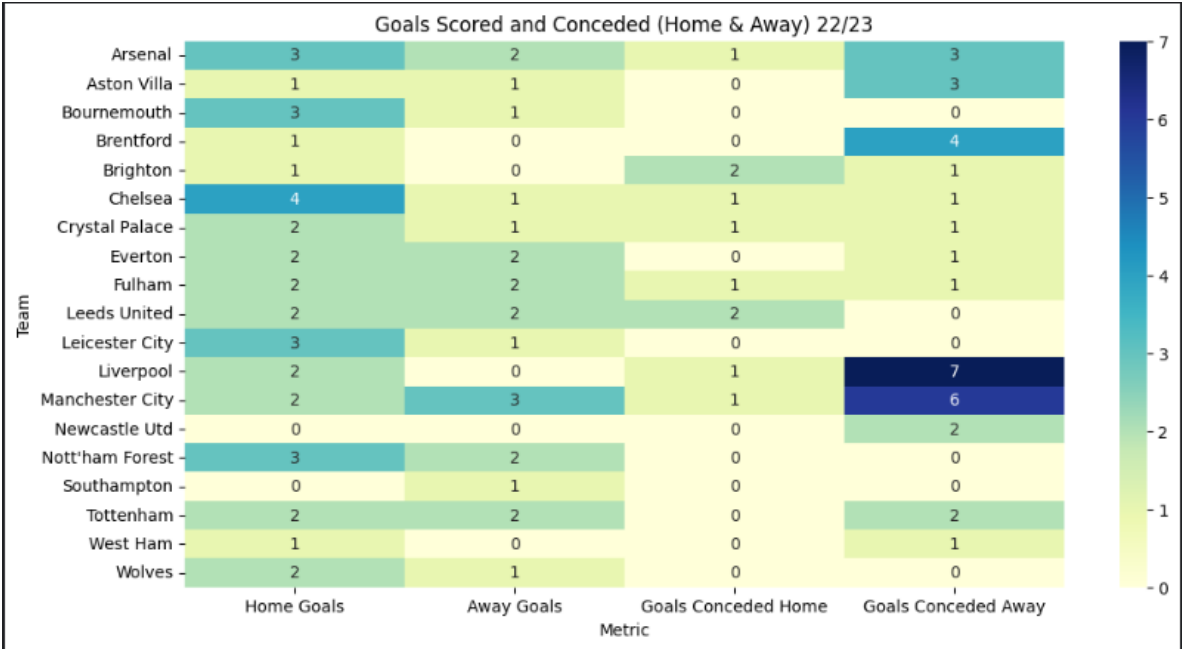 Goals Scored and Conceded (Home & Away) 22/23
Team
Arsenal 3 2 1 3
Aston Villa 1 1 0 3
Bournemouth 3 1 0 0
Brentford 1 0 0 4
Brighton 1 0 2 1
Chelsea 4 1 1 1
Crystal Palace 2 1 1 1
Everton 2 2 0 1
Fulham 2 2 1 1
Leeds United 2 2 2 0
Leicester City 3 1 0 0
Liverpool 2 0 1 7
Manchester City 2 3 1 6
Newcastle Utd 0 0 0 2
Nott'ham Forest 3 2 0 0
Southampton 0 1 0 0
Tottenham 2 2 0 2
West Ham 1 0 0 1
Wolves 2 1 0 0
Home Goals Away Goals Goals Conceded Home Goals Conceded Away
Metric
7
6
5
4
3
2
1
0